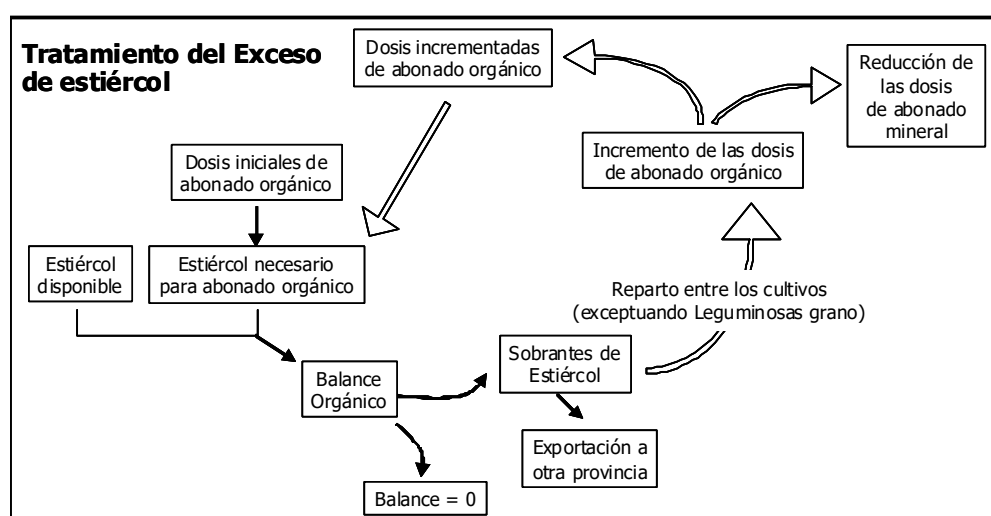 Tratamiento del Exceso
de estiércol
Dosis incrementadas
de abonado orgánico
Reducción de
las dosis
de abonado
mineral
Incremento de las dosis
de abonado orgánico
Dosis iniciales de
abonado orgánico
Estiércol
disponible
Estiércol necesario
para abonado orgánico
Reparto entre los cultivos
(exceptuando Leguminosas grano)
Sobrantes de
Estiércol
Balance
Orgánico
Exportación a
otra provincia
Balance = 0